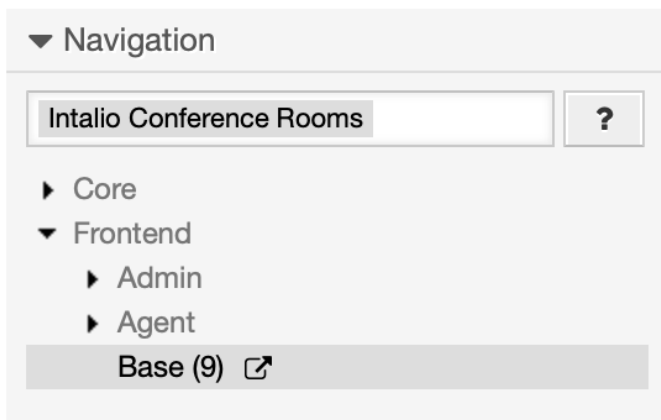 Navigation
Intalio Conference Rooms ?
Core
Frontend
Admin
Agent
Base (9)